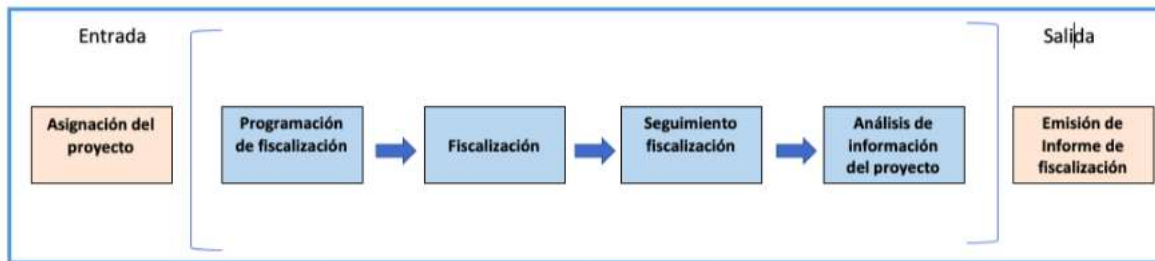 Entrada
Salida
Asignación del
proyecto
Programación
de fiscalización
Fiscalización
Seguimiento
fiscalización
Análisis de
información
del proyecto
Emisión de
Informe de
fiscalización